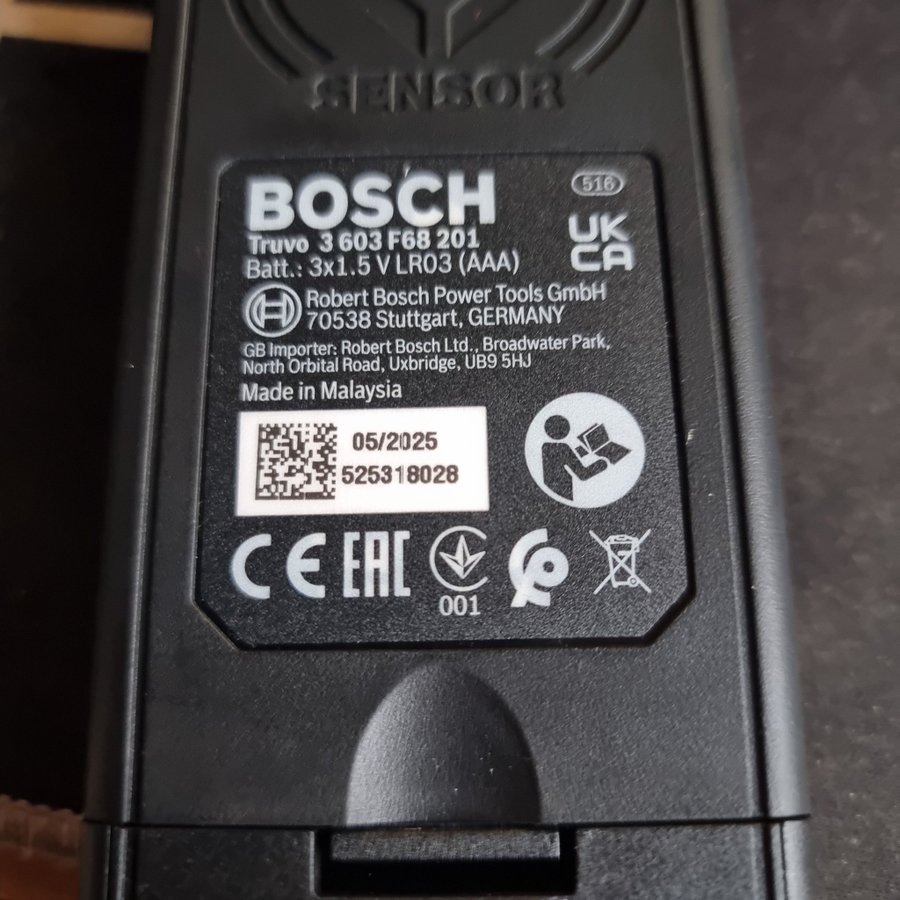 SENSOR
BOSCH
516
Truvo 3 603 F68 201
UK
CA
Batt.: 3x1.5 V LR03 (AAA)
Robert Bosch Power Tools GmbH
70538 Stuttgart, GERMANY
GB Importer: Robert Bosch Ltd., Broadwater Park,
North Orbital Road, Uxbridge, UB9 5HJ
Made in Malaysia
05/2025
525318028
CE EAC
001